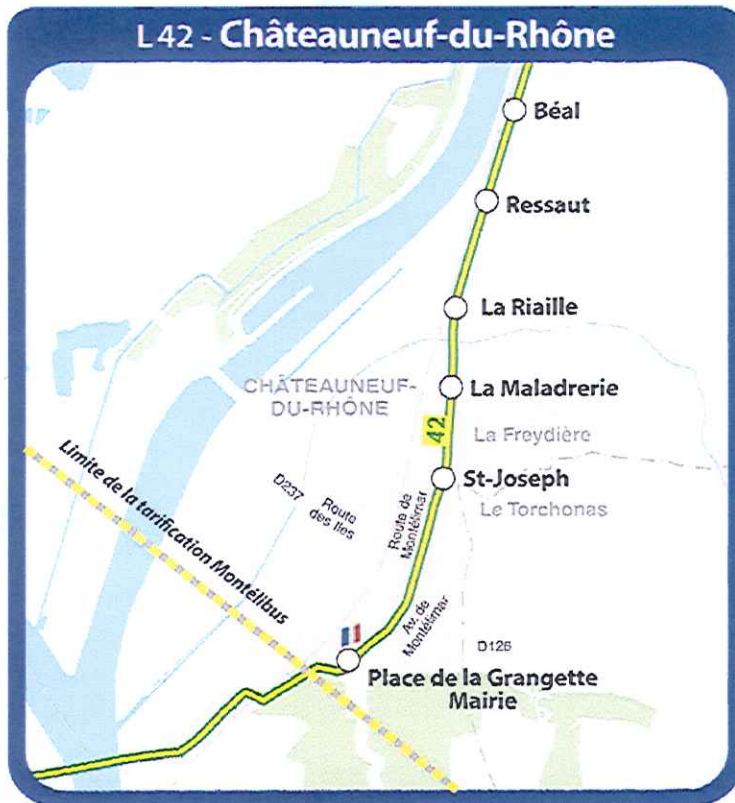 L 42 - Châteauneuf-du-Rhône
Béal
Ressaut
La Riaille
CHÂTEAUNEUF-
DU-RHÔNE
La Maladrerie
42
La Freydière
Limite de la tarification Montélibus
St-Joseph
D237
Route
des Iles
Route de
Montélimar
Le Torchonas
Av. de
Montélimar
D126
Place de la Grangette
Mairie